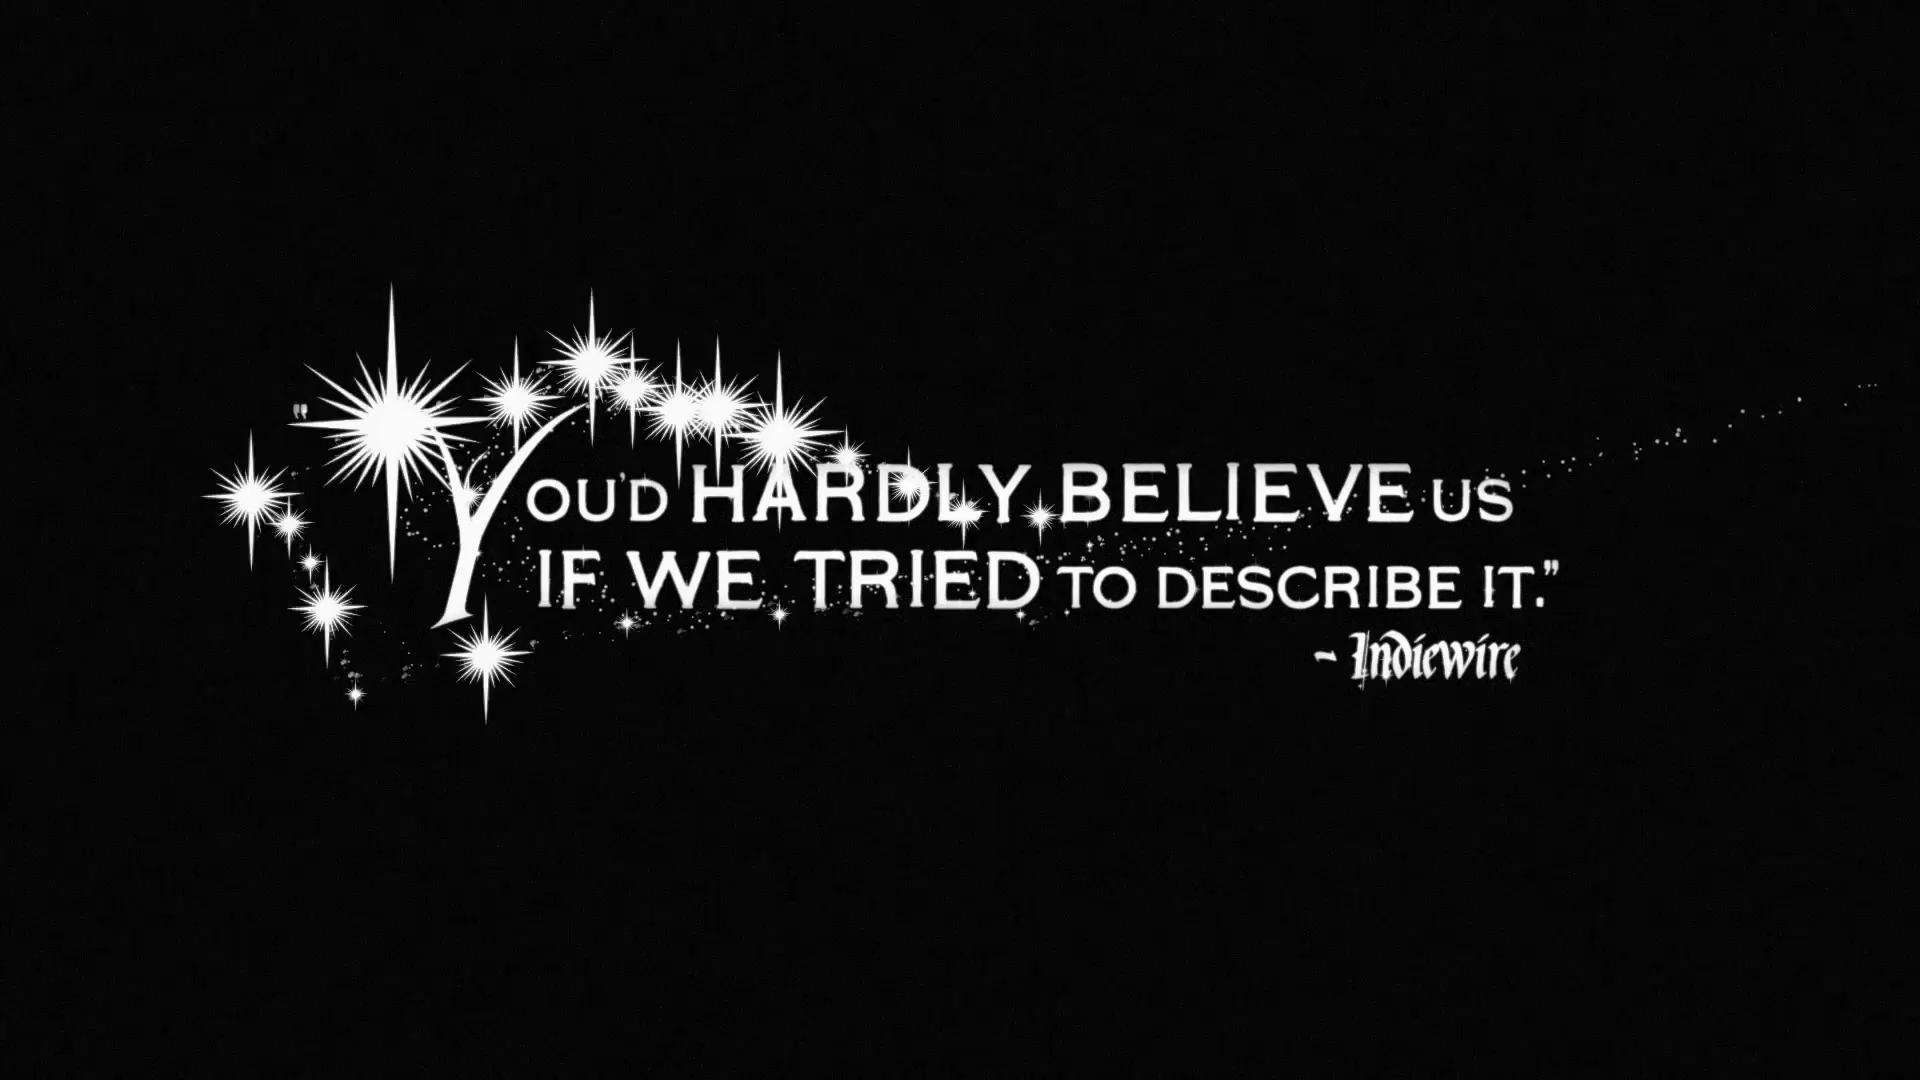 "YOU'D HARDLY BELIEVE US
IF WE TRIED TO DESCRIBE IT."
- Indiewire